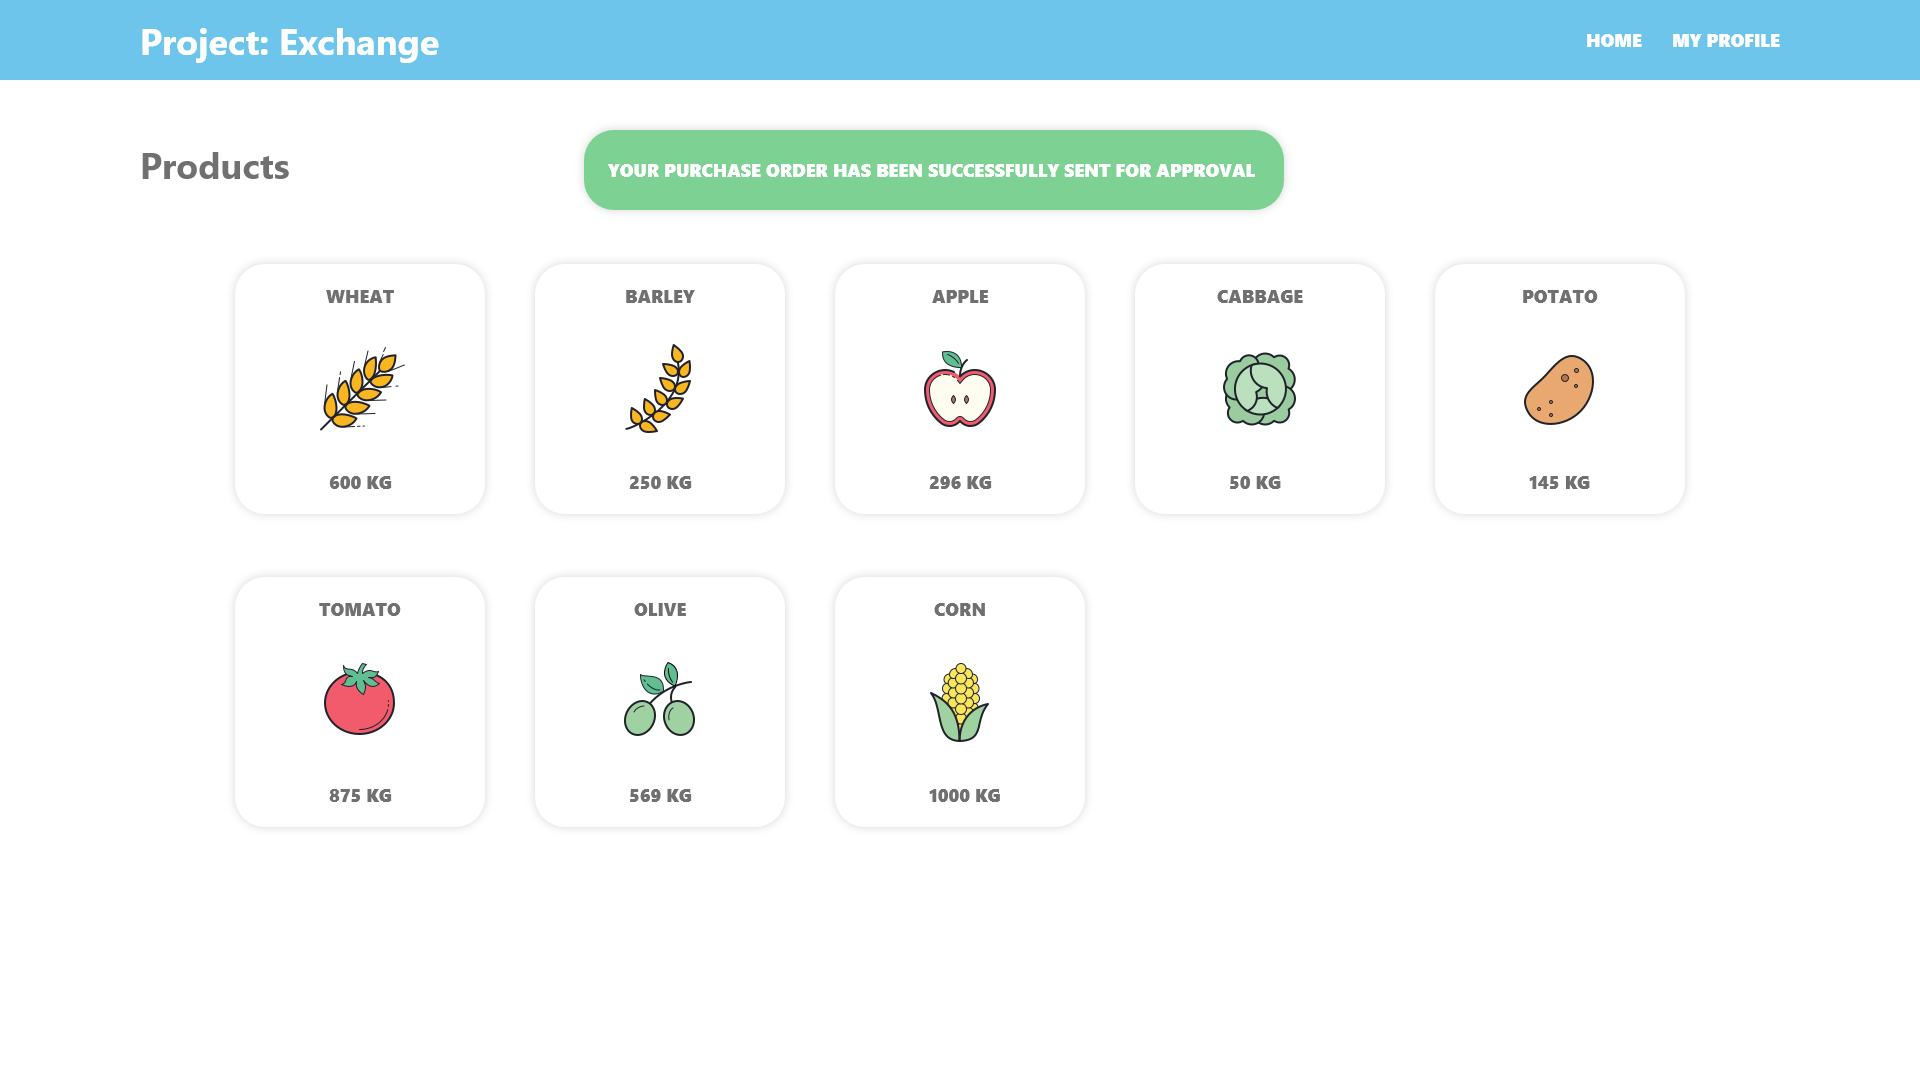 Project: Exchange
HOME MY PROFILE
Products
YOUR PURCHASE ORDER HAS BEEN SUCCESSFULLY SENT FOR APPROVAL
WHEAT
600 KG
BARLEY
250 KG
APPLE
296 KG
CABBAGE
50 KG
POTATO
145 KG
TOMATO
875 KG
OLIVE
569 KG
CORN
1000 KG